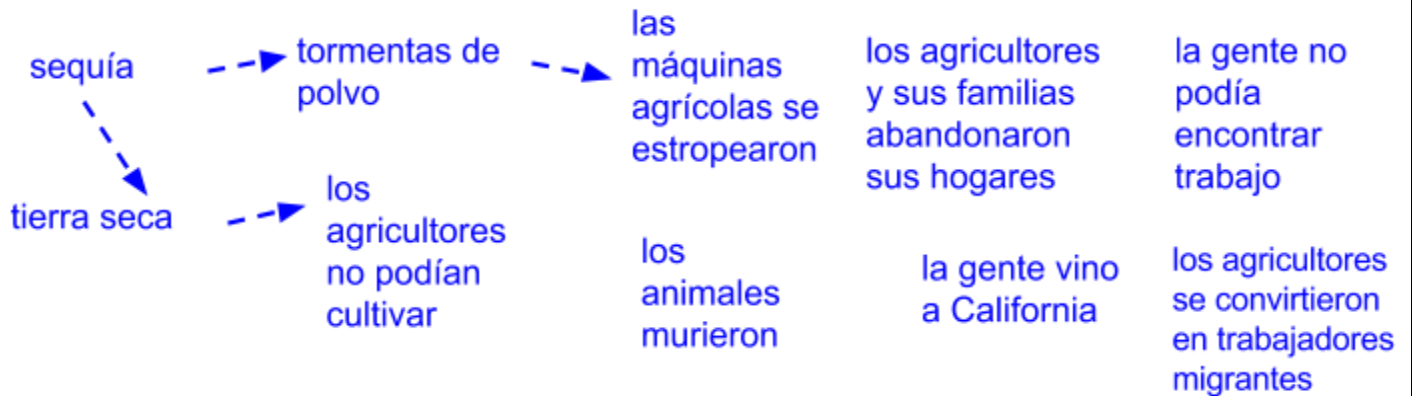 sequía
tormentas de
polvo
las
máquinas
agrícolas se
estropearon
los agricultores
y sus familias
abandonaron
sus hogares
la gente no
podía
encontrar
trabajo
tierra seca
los
agricultores
no podían
cultivar
los
animales
murieron
la gente vino
a California
los agricultores
se convirtieron
en trabajadores
migrantes